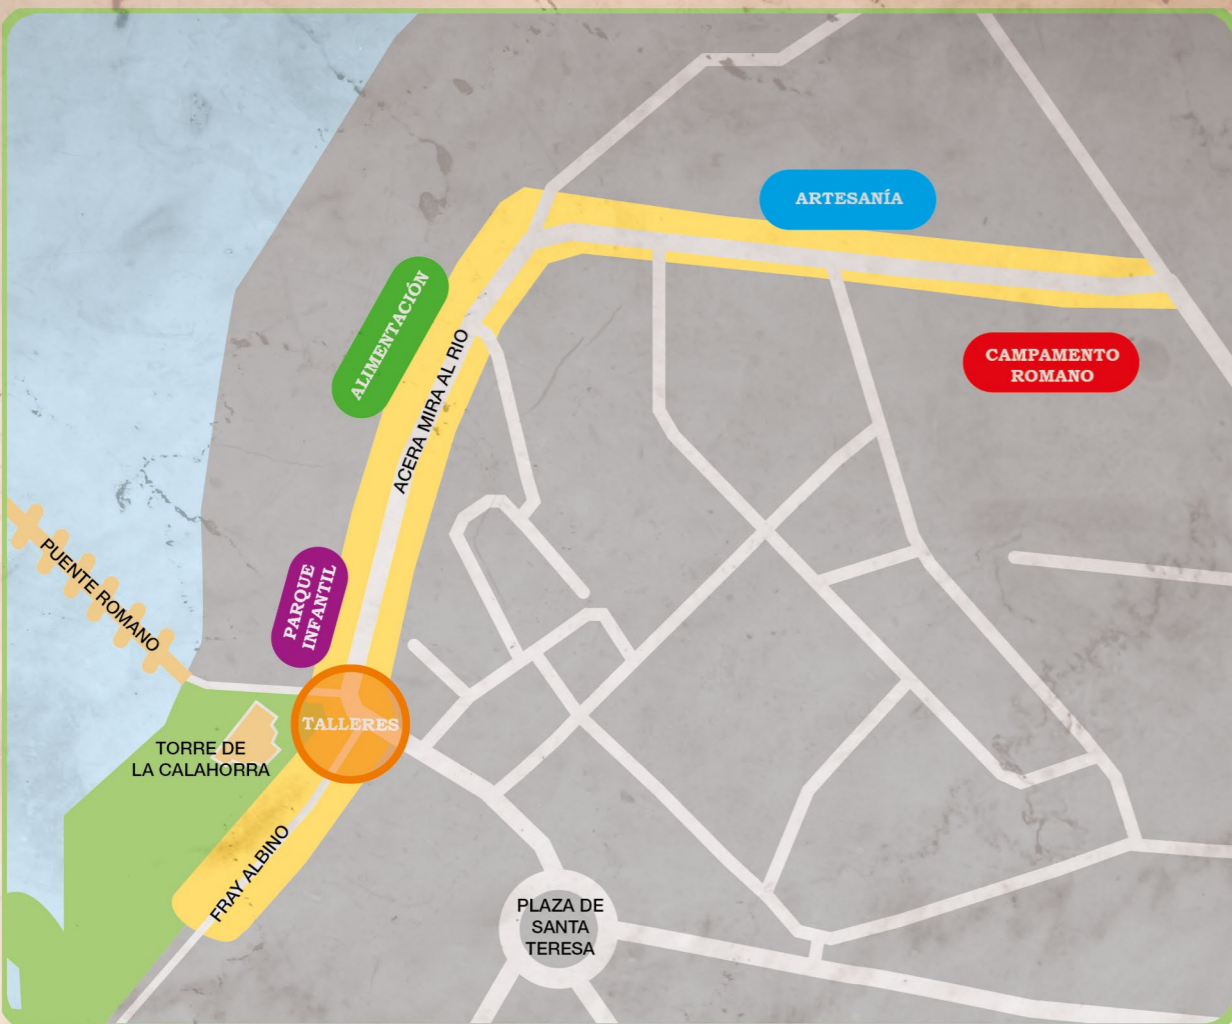 ARTESANÍA
ALIMENTACIÓN
CAMPAMENTO
ROMANO
ACERA MIRA AL RIO
PUENTE ROMANO
PARQUE
INFANTIL
TALLERES
TORRE DE
LA CALAHORRA
FRAY ALBINO
PLAZA DE
SANTA
TERESA